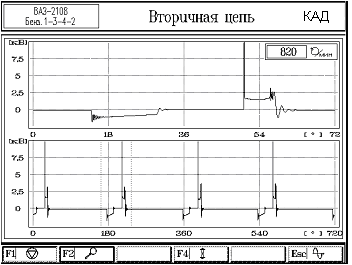 ВАЗ-2108
Бенз. 1-3-4-2
Вторичная цепь
КАД
[кВ]
820 О/мин
7,5
5
2,5
0
0 18 36 54 [ ° ] 72
[кВ]
7,5
5
2,5
0
0 180 360 540 [ ° ] 720
F1 F2 F4 Esc